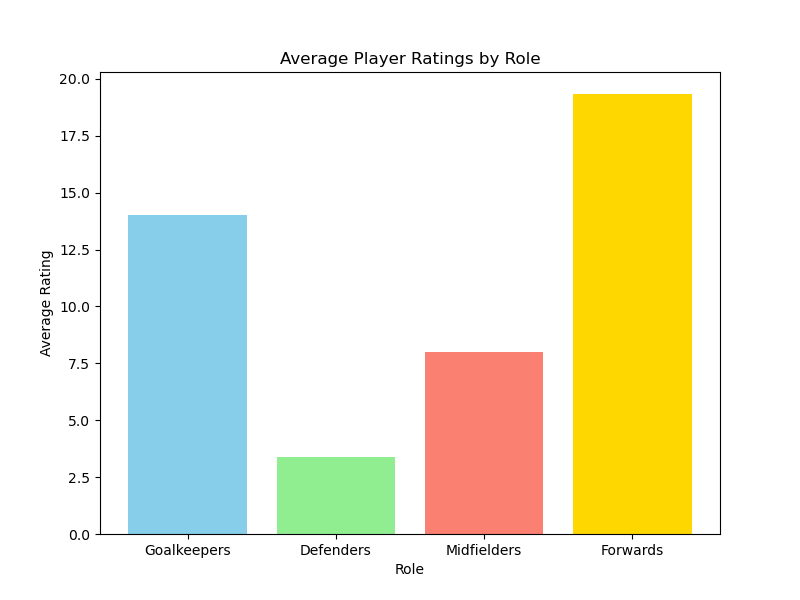 Average Player Ratings by Role
Average Rating
20.0
17.5
15.0
12.5
10.0
7.5
5.0
2.5
0.0
Goalkeepers Defenders Midfielders Forwards
Role